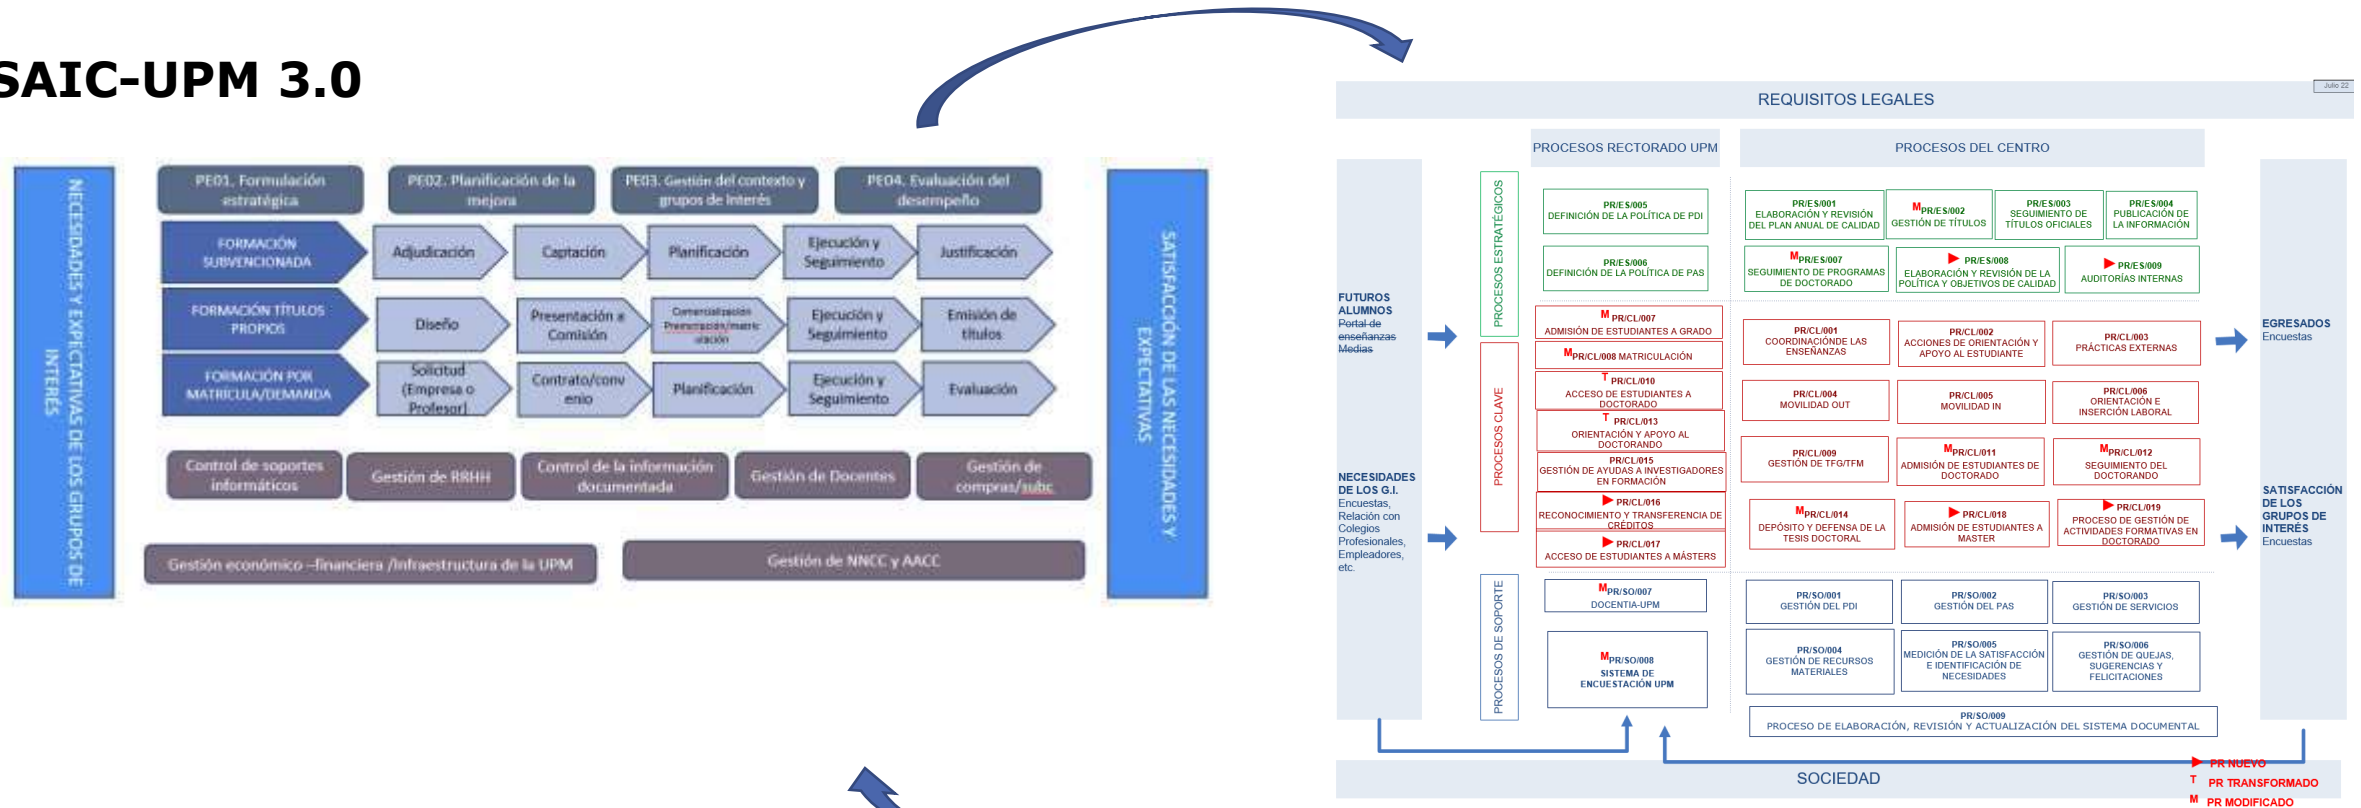 SAIC-UPM 3.0
NECESIDADES Y EXPECTATIVAS DE LOS GRUPOS DE
INTERÉS
PE01. Formulación
estratégica
PE02. Planificación de la
mejora
PE03. Gestión del contexto y
grupos de Interés
PE04. Evaluación del
desempeño
FORMACIÓN
SUBVENCIONADA
Adjudicación
Captación
Planificación
Ejecución y
Seguimiento
Justificación
FORMACIÓN TÍTULOS
PROPIOS
Diseño
Presentación a
Comisión
Comercialización
Preinscripción/matric
ulación
Ejecución y
Seguimiento
Emisión de
títulos
FORMACIÓN POR
MATRÍCULA/DEMANDA
Solicitud
(Empresa o
Profesor)
Contrato/conv
enio
Planificación
Ejecución y
Seguimiento
Evaluación
Control de soportes
informáticos
Gestión de RRHH
Control de la información
documentada
Gestión de Docentes
Gestión de
compras/subc
Gestión económico –financiera /Infraestructura de la UPM
Gestión de NNCC y AACC
SATISFACCIÓN DE LAS NECESIDADES Y
EXPECTATIVAS
REQUISITOS LEGALES
Julio 22
PROCESOS RECTORADO UPM
PROCESOS DEL CENTRO
FUTUROS
ALUMNOS
Portal de
enseñanzas
Medias
NECESIDADES
DE LOS G.I.
Encuestas,
Relación con
Colegios
Profesionales,
Empleadores,
etc.
PROCESOS ESTRATÉGICOS
PR/ES/005
DEFINICIÓN DE LA POLÍTICA DE PDI
PR/ES/006
DEFINICIÓN DE LA POLÍTICA DE PAS
PR/ES/001
ELABORACIÓN Y REVISIÓN
DEL PLAN ANUAL DE CALIDAD
M PR/ES/002
GESTIÓN DE TÍTULOS
PR/ES/003
SEGUIMIENTO DE
TÍTULOS OFICIALES
PR/ES/004
PUBLICACIÓN DE
LA INFORMACIÓN
M PR/ES/007
SEGUIMIENTO DE PROGRAMAS
DE DOCTORADO
PR/ES/008
ELABORACIÓN Y REVISIÓN DE LA
POLÍTICA Y OBJETIVOS DE CALIDAD
PR/ES/009
AUDITORÍAS INTERNAS
PROCESOS CLAVE
M PR/CL/007
ADMISIÓN DE ESTUDIANTES A GRADO
M PR/CL/008 MATRICULACIÓN
T PR/CL/010
ACCESO DE ESTUDIANTES A
DOCTORADO
T PR/CL/013
ORIENTACIÓN Y APOYO AL
DOCTORANDO
PR/CL/015
GESTIÓN DE AYUDAS A INVESTIGADORES
EN FORMACIÓN
PR/CL/016
RECONOCIMIENTO Y TRANSFERENCIA DE
CRÉDITOS
PR/CL/017
ACCESO DE ESTUDIANTES A MÁSTERS
PR/CL/001
COORDINACIÓNDE LAS
ENSEÑANZAS
PR/CL/002
ACCIONES DE ORIENTACIÓN Y
APOYO AL ESTUDIANTE
PR/CL/003
PRÁCTICAS EXTERNAS
PR/CL/004
MOVILIDAD OUT
PR/CL/005
MOVILIDAD IN
PR/CL/006
ORIENTACIÓN E
INSERCIÓN LABORAL
PR/CL/009
GESTIÓN DE TFG/TFM
M PR/CL/011
ADMISIÓN DE ESTUDIANTES DE
DOCTORADO
M PR/CL/012
SEGUIMIENTO DEL
DOCTORANDO
M PR/CL/014
DEPÓSITO Y DEFENSA DE LA
TESIS DOCTORAL
PR/CL/018
ADMISIÓN DE ESTUDIANTES A
MASTER
PR/CL/019
PROCESO DE GESTIÓN DE
ACTIVIDADES FORMATIVAS EN
DOCTORADO
PROCESOS DE SOPORTE
M PR/SO/007
DOCENTIA-UPM
M PR/SO/008
SISTEMA DE
ENCUESTACIÓN UPM
PR/SO/001
GESTIÓN DEL PDI
PR/SO/002
GESTIÓN DEL PAS
PR/SO/003
GESTIÓN DE SERVICIOS
PR/SO/004
GESTIÓN DE RECURSOS
MATERIALES
PR/SO/005
MEDICIÓN DE LA SATISFACCIÓN
E IDENTIFICACIÓN DE
NECESIDADES
PR/SO/006
GESTIÓN DE QUEJAS,
SUGERENCIAS Y
FELICITACIONES
PR/SO/009
PROCESO DE ELABORACIÓN, REVISIÓN Y ACTUALIZACIÓN DEL SISTEMA DOCUMENTAL
EGRESADOS
Encuestas
SATISFACCIÓN
DE LOS
GRUPOS DE
INTERÉS
Encuestas
SOCIEDAD
PR NUEVO
T PR TRANSFORMADO
M PR MODIFICADO